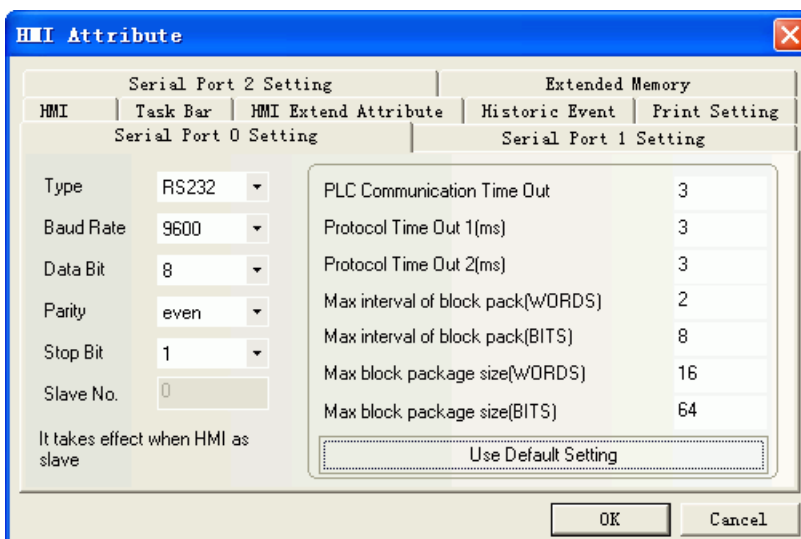 HMI Attribute
Serial Port 2 Setting Extended Memory
HMI Task Bar HMI Extend Attribute Historic Event Print Setting
Serial Port 0 Setting Serial Port 1 Setting
Type RS232
Baud Rate 9600
Data Bit 8
Parity even
Stop Bit 1
Slave No. 0
It takes effect when HMI as
slave
PLC Communication Time Out 3
Protocol Time Out 1(ms) 3
Protocol Time Out 2(ms) 3
Max interval of block pack(WORDS) 2
Max interval of block pack(BITS) 8
Max block package size(WORDS) 16
Max block package size(BITS) 64
Use Default Setting
OK Cancel